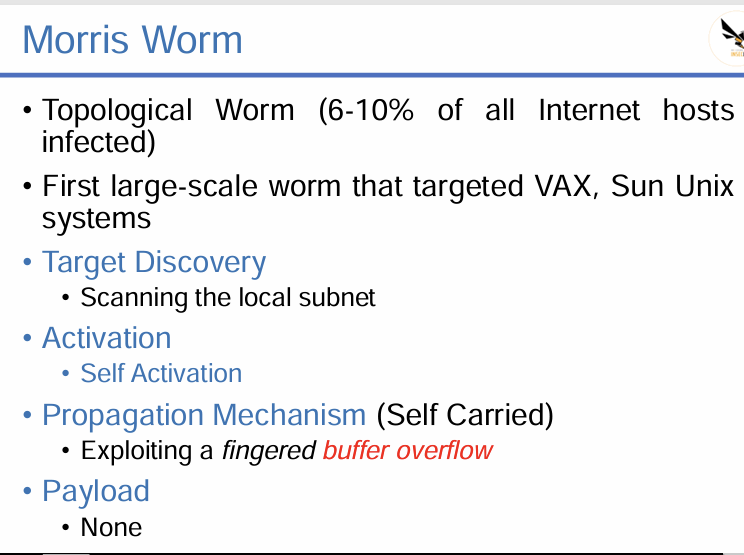 Morris Worm
• Topological Worm (6-10% of all Internet hosts
infected)
• First large-scale worm that targeted VAX, Sun Unix
systems
• Target Discovery
• Scanning the local subnet
• Activation
• Self Activation
• Propagation Mechanism (Self Carried)
• Exploiting a fingered buffer overflow
• Payload
• None